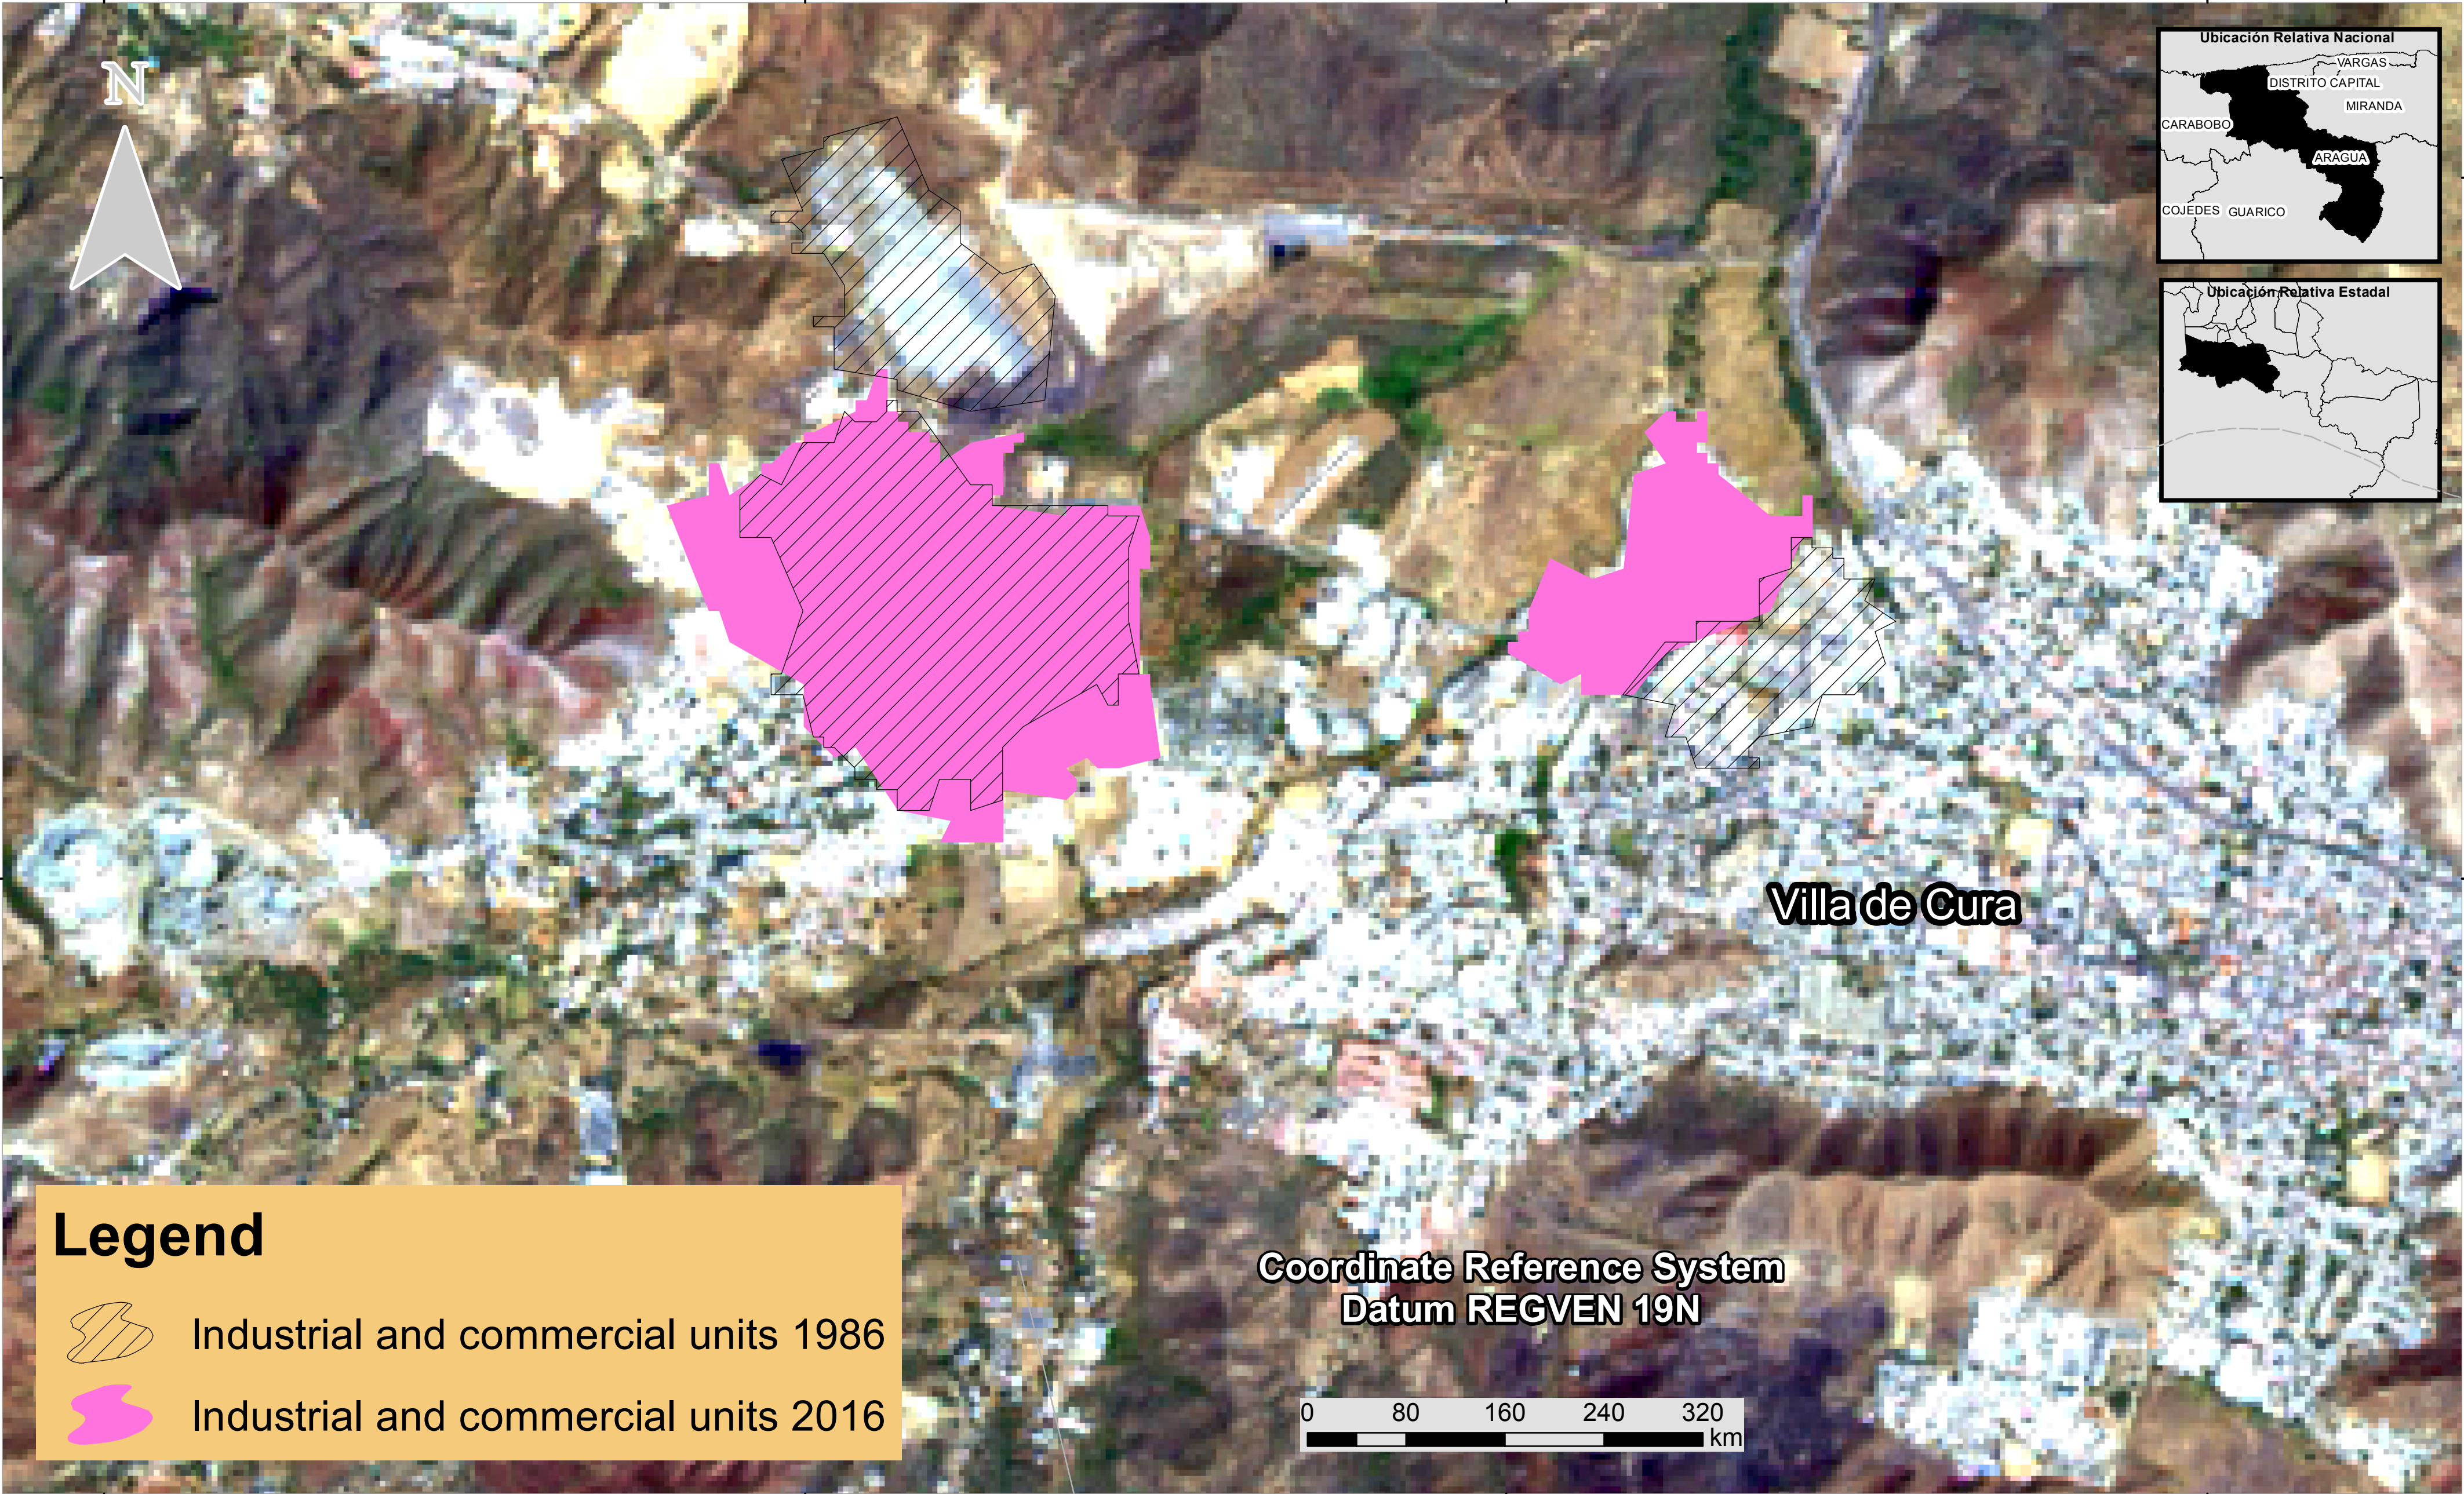 N
Ubicación Relativa Nacional
VARGAS
DISTRITO CAPITAL
MIRANDA
CARABOBO
ARAGUA
COJEDES GUARICO
Ubicación Relativa Estadal
Villa de Cura
Legend
Industrial and commercial units 1986
Industrial and commercial units 2016
Coordinate Reference System
Datum REGVEN 19N
0 80 160 240 320
km